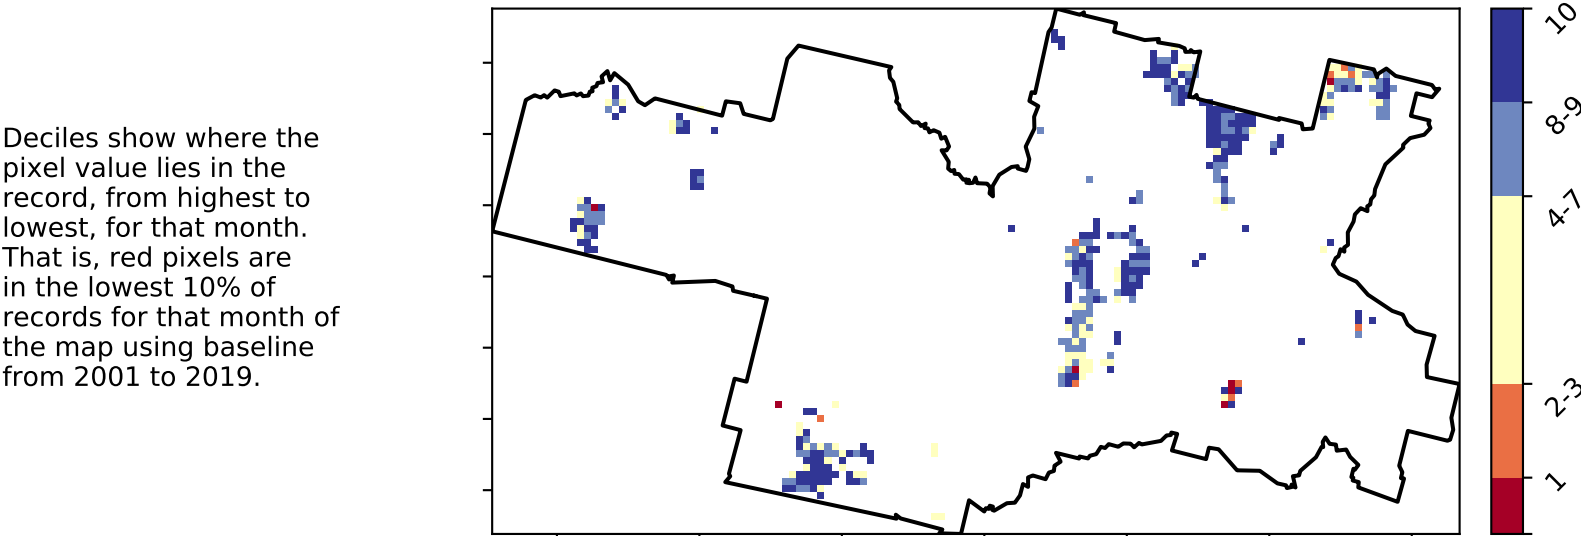 Deciles show where the
pixel value lies in the
record, from highest to
lowest, for that month.
That is, red pixels are
in the lowest 10% of
records for that month of
the map using baseline
from 2001 to 2019.
10
8-9
4-7
2-3
1